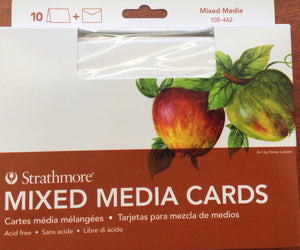 10 +
Mixed Media
105-462
Art by Steve Larson
Strathmore®
MIXED MEDIA CARDS
Cartes média mélangées • Tarjetas para mezcla de medios
Acid free • Sans acide • Libre di ácido